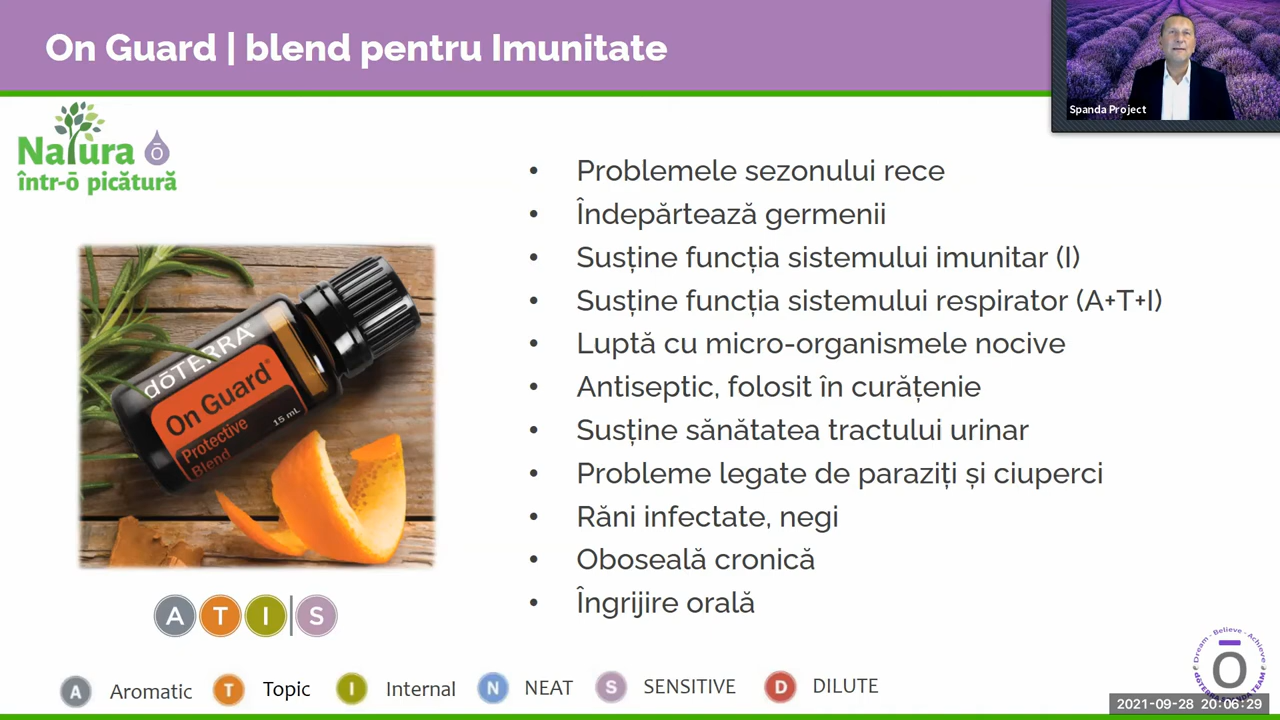 On Guard | blend pentru Imunitate
Spanda Project
Natura ō
într-ō picătură
• Problemele sezonului rece
• Îndepărtează germenii
• Susține funcția sistemului imunitar (I)
• Susține funcția sistemului respirator (A+T+I)
• Luptă cu micro-organismele nocive
• Antiseptic, folosit în curățenie
• Susține sănătatea tractului urinar
• Probleme legate de paraziți și ciuperci
• Răni infectate, negi
• Oboseală cronică
• Îngrijire orală
dōTERRA
On Guard®
15 mL
Protective
Blend
A T I | S
A Aromatic T Topic I Internal N NEAT S SENSITIVE D DILUTE
Dream - Believe - Achieve
ō
2021-09-28 20:06:29